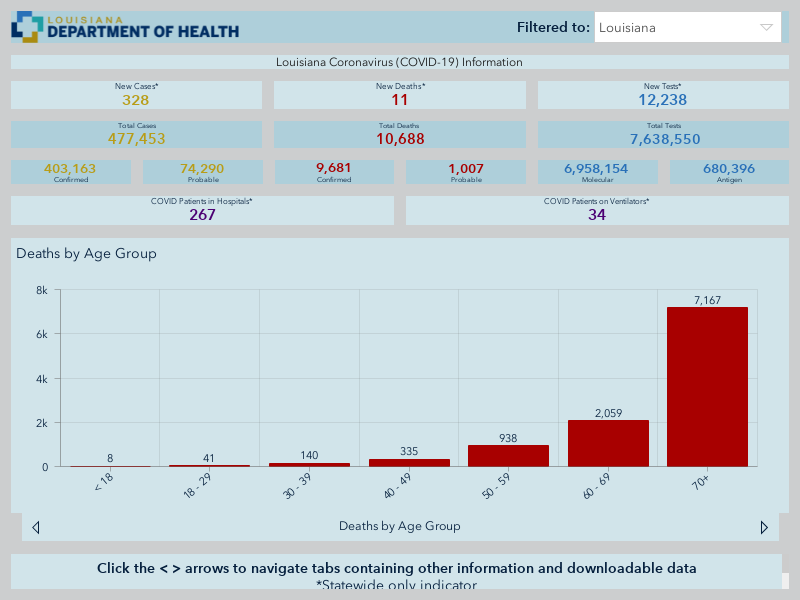 LOUISIANA
DEPARTMENT OF HEALTH
Filtered to: Louisiana
Louisiana Coronavirus (COVID-19) Information
New Cases* New Deaths* New Tests*
328 11 12,238
Total Cases Total Deaths Total Tests
477,453 10,688 7,638,550
403,163 74,290 9,681 1,007 6,958,154 680,396
Confirmed Probable Confirmed Probable Molecular Antigen
COVID Patients in Hospitals* COVID Patients on Ventilators*
267 34
Deaths by Age Group
8k
7,167
6k
4k
2k
2,059
938
335
140
41
8
0
< 18 18 - 29 30 - 39 40 - 49 50 - 59 60 - 69 70+
Deaths by Age Group
Click the < > arrows to navigate tabs containing other information and downloadable data
*Statewide only indicator